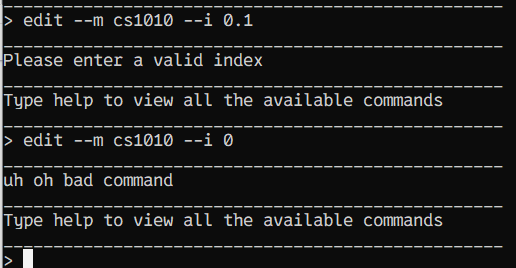 > edit --m cs1010 --i 0.1
Please enter a valid index
Type help to view all the available commands
> edit --m cs1010 --i 0
uh oh bad command
Type help to view all the available commands
>